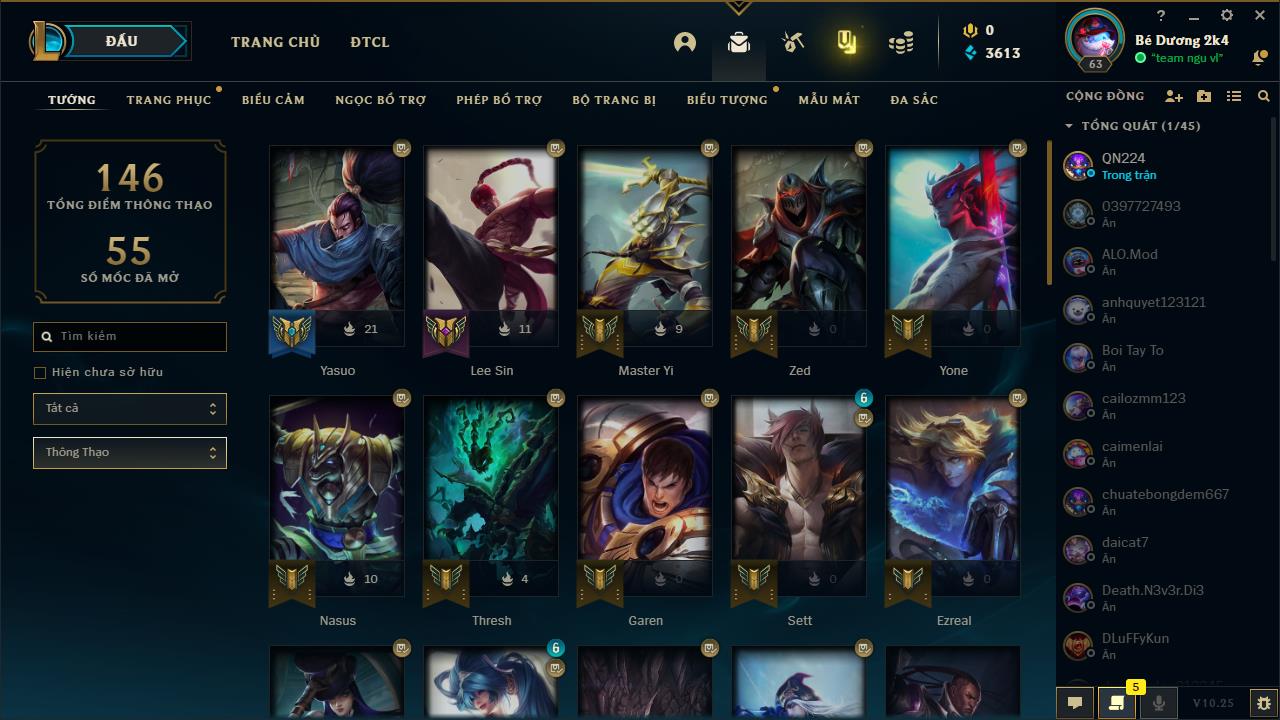 ĐẤU
TRANG CHỦ
ĐTCL
0
3613
?
63
Bé Dương 2k4
"team ngu vl"
TƯỚNG
TRANG PHỤC
BIỂU CẢM
NGỌC BỔ TRỢ
PHÉP BỔ TRỢ
BỘ TRANG BỊ
BIỂU TƯỢNG
MẪU MẮT
ĐA SẮC
146
TỔNG ĐIỂM THÔNG THẠO
55
SỐ MỐC ĐÃ MỞ
Tìm kiếm
Hiện chưa sở hữu
Tất cả
Thông Thạo
21
11
9
0
0
Yasuo
Lee Sin
Master Yi
Zed
Yone
6
10
4
0
0
0
Nasus
Thresh
Garen
Sett
Ezreal
6
CỘNG ĐỒNG
TỔNG QUÁT (1/45)
QN224
Trong trận
0397727493
Ẩn
ALO.Mod
Ẩn
anhquyet123121
Ẩn
Boi Tay To
Ẩn
cailozmm123
Ẩn
caimenlai
Ẩn
chuatebongdem667
Ẩn
daicat7
Ẩn
Death.N3v3r.Di3
Ẩn
DLuFFyKun
Ẩn
5
V10.25